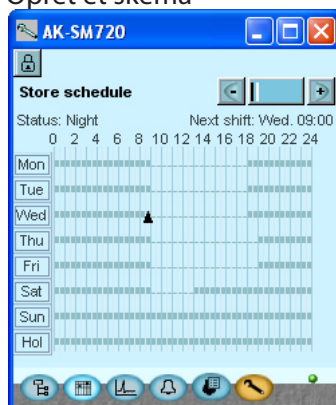 Opret et skema
AK-SM720
Store schedule
Status: Night Next shift: Wed. 09:00
0 2 4 6 8 10 12 14 16 18 20 22 24
Mon
Tue
Wed
Thu
Fri
Sat
Sun
Hol